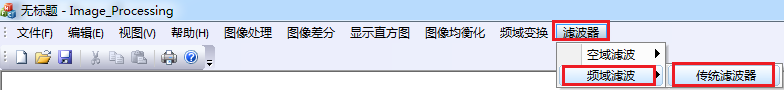 无标题 - Image_Processing
文件(F) 编辑(E) 视图(V) 帮助(H) 图像处理 图像差分 显示直方图 图像均衡化 频域变换 滤波器
空域滤波
频域滤波 传统滤波器